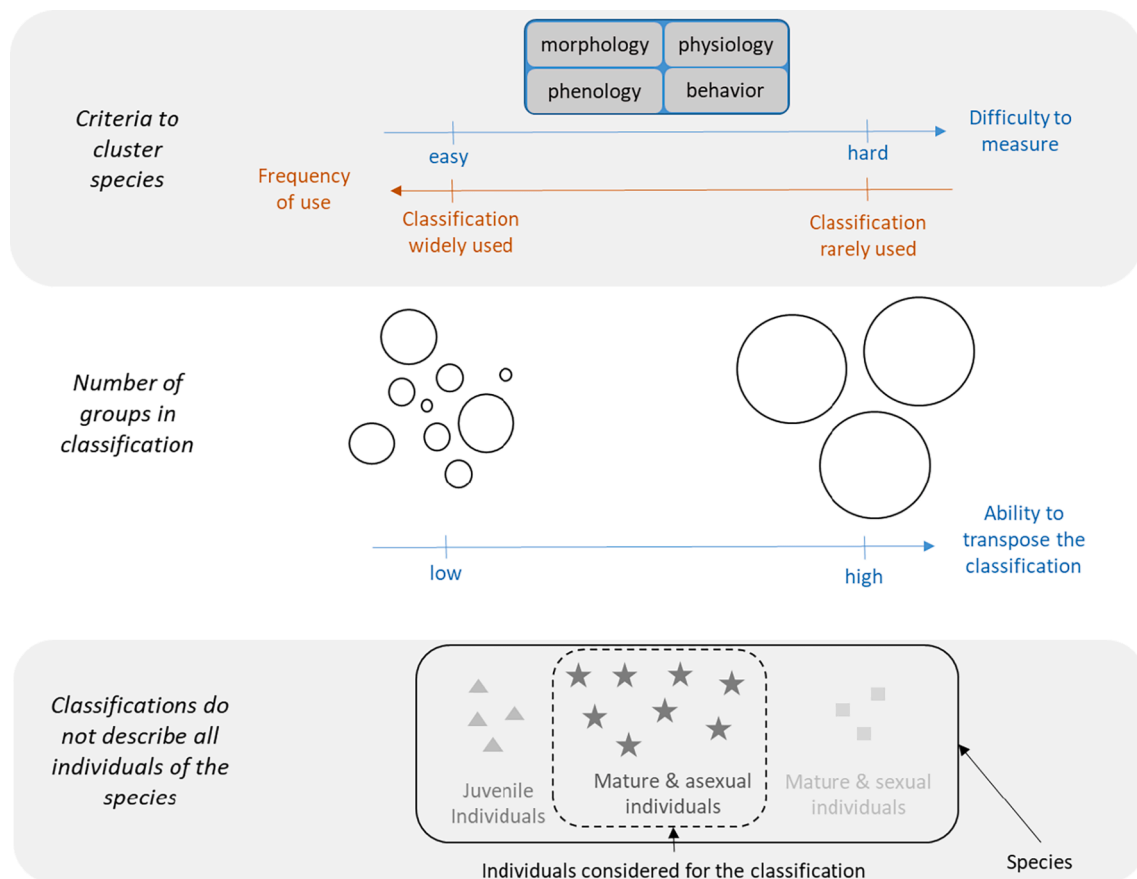 morphology
physiology
phenology
behavior
Criteria to
cluster
species
easy
hard
Difficulty to
measure
Frequency
of use
Classification
widely used
Classification
rarely used
Number of
groups in
classification
low
high
Ability to
transpose the
classification
Classifications do
not describe all
individuals of the
species
Juvenile
Individuals
Mature & asexual
individuals
Mature & sexual
individuals
Individuals considered for the classification
Species